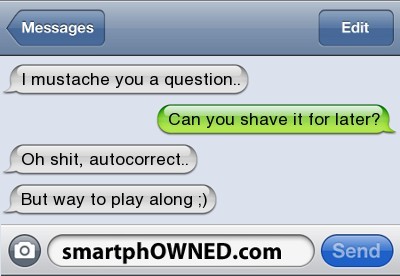 Messages
Edit
I mustache you a question..
Can you shave it for later?
Oh shit, autocorrect..
But way to play along ;)
smartphOWNED.com
Send